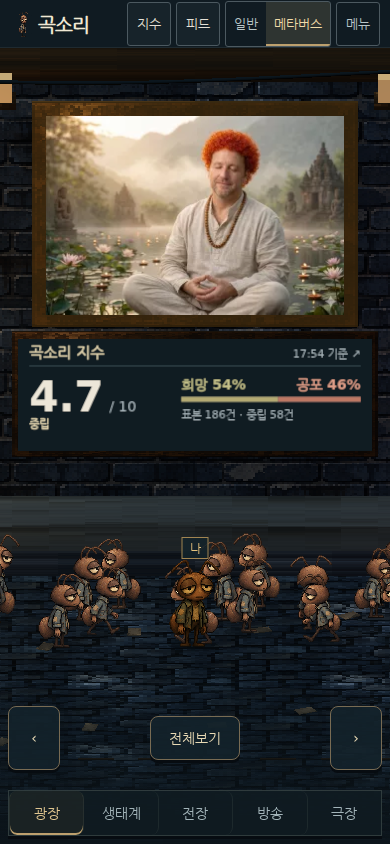 곡소리
지수
피드
일반
메타버스
메뉴
곡소리 지수
17:54 기준 ↗
4.7 / 10
중립
희망 54%
공포 46%
표본 186건 · 중립 58건
나
‹
전체보기
›
광장
생태계
전장
방송
극장